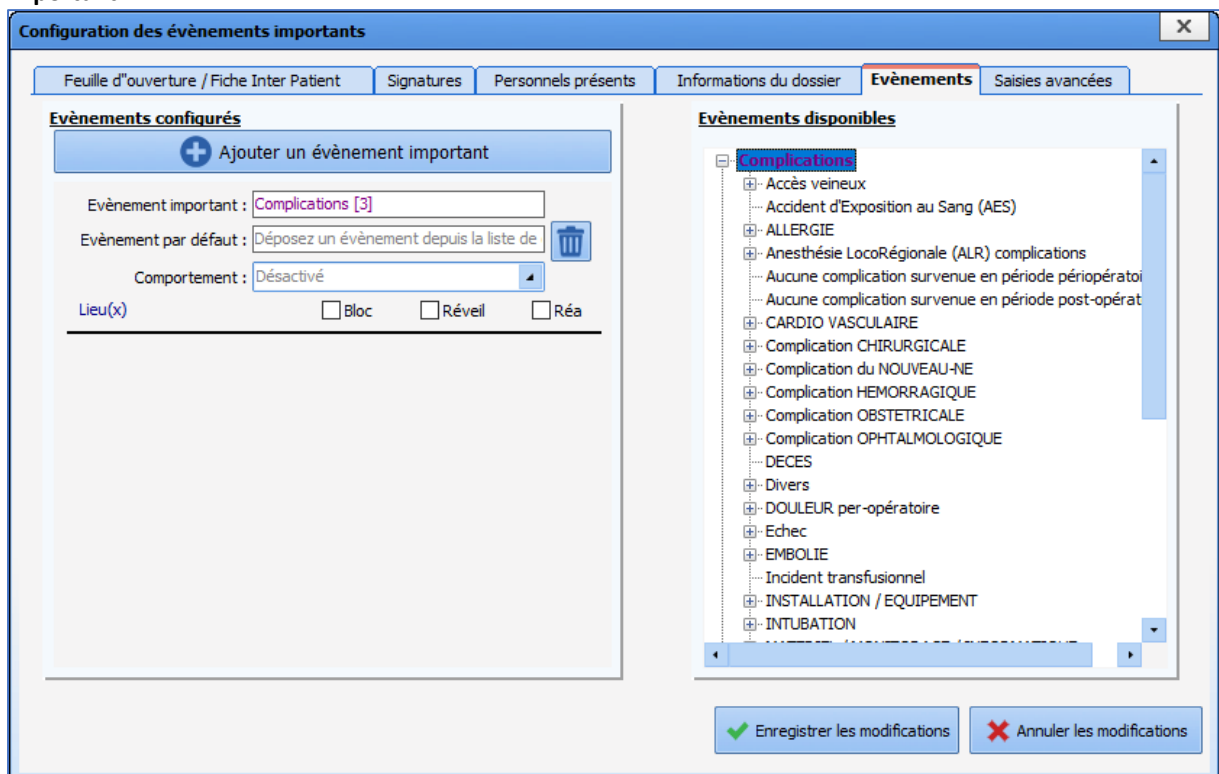 Configuration des évènements importants
Feuille d"ouverture / Fiche Inter Patient
Signatures
Personnels présents
Informations du dossier
Evènements
Saisies avancées
Evènements configurés
Ajouter un évènement important
Evènement important : Complications [3]
Evènement par défaut : Déposez un évènement depuis la liste de
Comportement : Désactivé
Lieu(x) Bloc Réveil Réa
Evènements disponibles
Complications
Accès veineux
Accident d'Exposition au Sang (AES)
ALLERGIE
Anesthésie LocoRégionale (ALR) complications
Aucune complication survenue en période périopératoi
Aucune complication survenue en période post-opérat
CARDIO VASCULAIRE
Complication CHIRURGICALE
Complication du NOUVEAU-NE
Complication HEMORRAGIQUE
Complication OBSTETRICALE
Complication OPHTALMOLOGIQUE
DECES
Divers
DOULEUR per-opératoire
Echec
EMBOLIE
Incident transfusionnel
INSTALLATION / EQUIPEMENT
INTUBATION
Enregistrer les modifications
Annuler les modifications